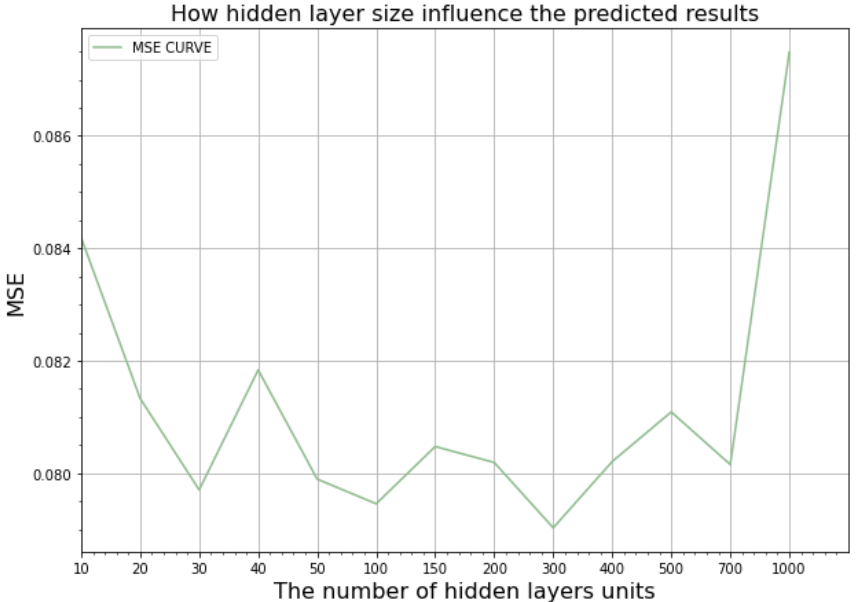 How hidden layer size influence the predicted results
MSE CURVE
0.086
0.084
0.082
0.080
MSE
10 20 30 40 50 100 150 200 300 400 500 700 1000
The number of hidden layers units